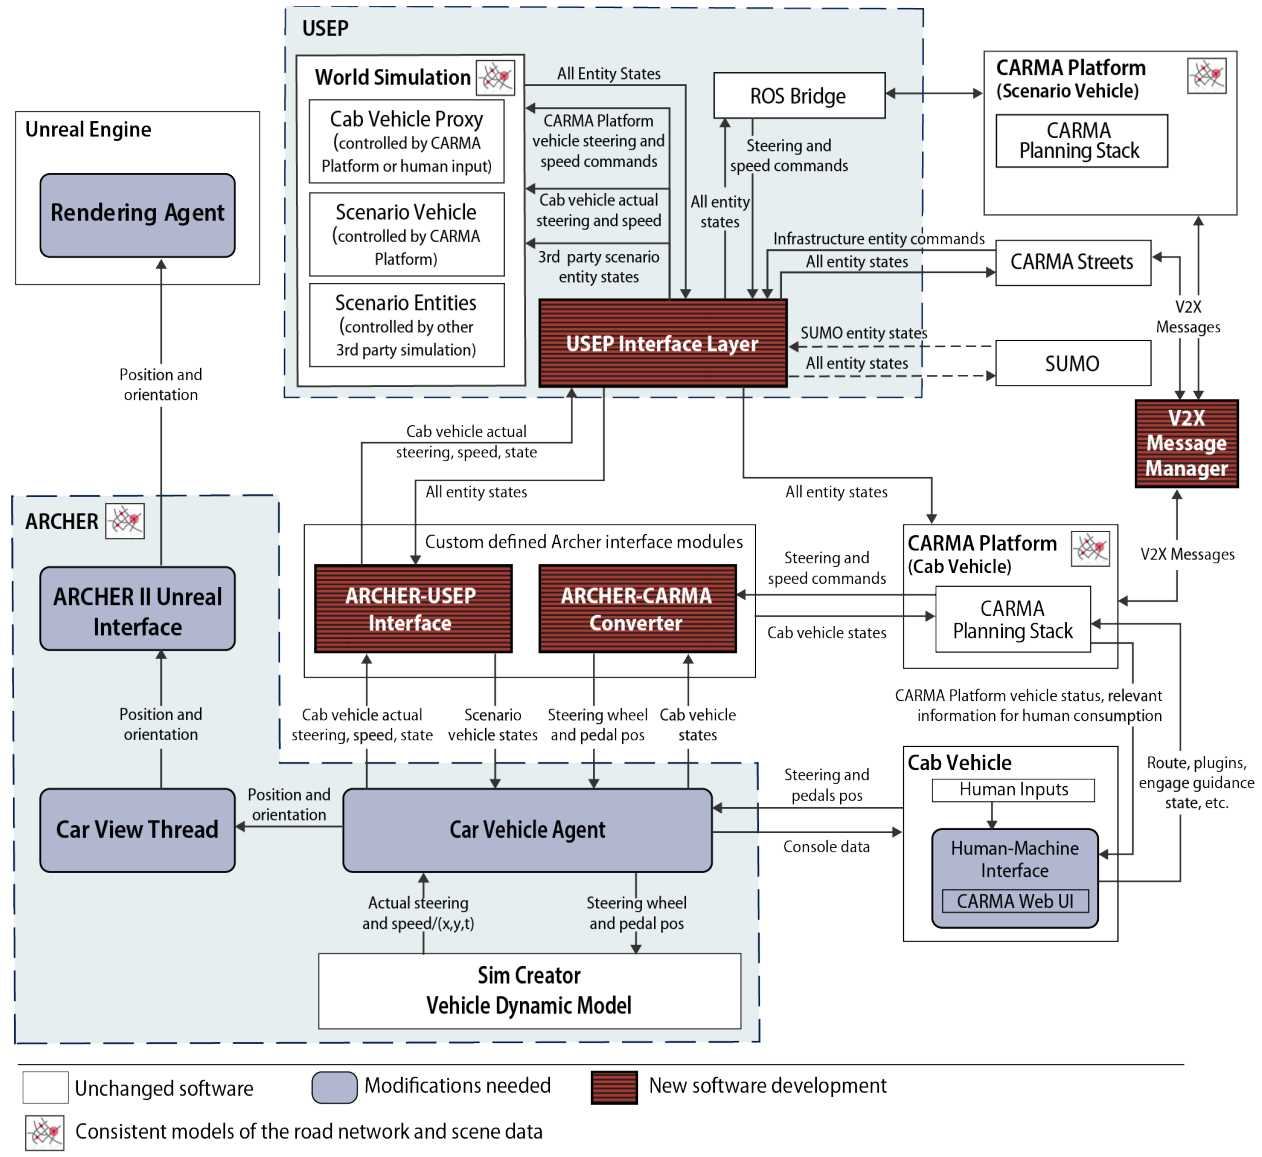 USEP
World Simulation
Cab Vehicle Proxy
(controlled by CARMA
Platform or human input)
Scenario Vehicle
(controlled by CARMA
Platform)
Scenario Entities
(controlled by other
3rd party simulation)
All Entity States
CARMA Platform
vehicle steering and
speed commands
Cab vehicle actual
steering and speed
3rd party scenario
entity states
ROS Bridge
Steering and
speed commands
All entity
states
USEP Interface Layer
CARMA Platform
(Scenario Vehicle)
CARMA
Planning Stack
Infrastructure entity commands
All entity states
CARMA Streets
SUMO entity states
All entity states
SUMO
V2X
Messages
V2X
Message
Manager
V2X Messages
Unreal Engine
Rendering Agent
Position and
orientation
Cab vehicle actual
steering, speed, state
All entity states
All entity states
ARCHER
ARCHER II Unreal
Interface
Position and
orientation
Car View Thread
Position and
orientation
Custom defined Archer interface modules
ARCHER-USEP
Interface
ARCHER-CARMA
Converter
Steering and
speed commands
Cab vehicle states
CARMA Platform
(Cab Vehicle)
CARMA
Planning Stack
Cab vehicle actual
steering, speed, state
Scenario
vehicle states
Steering wheel
and pedal pos
Cab vehicle
states
CARMA Platform vehicle status, relevant
information for human consumption
Route, plugins,
engage guidance
state, etc.
Car Vehicle Agent
Steering and
pedals pos
Console data
Cab Vehicle
Human Inputs
Human-Machine
Interface
CARMA Web UI
Actual steering
and speed/(x,y,t)
Steering wheel
and pedal pos
Sim Creator
Vehicle Dynamic Model
Unchanged software
Modifications needed
New software development
Consistent models of the road network and scene data